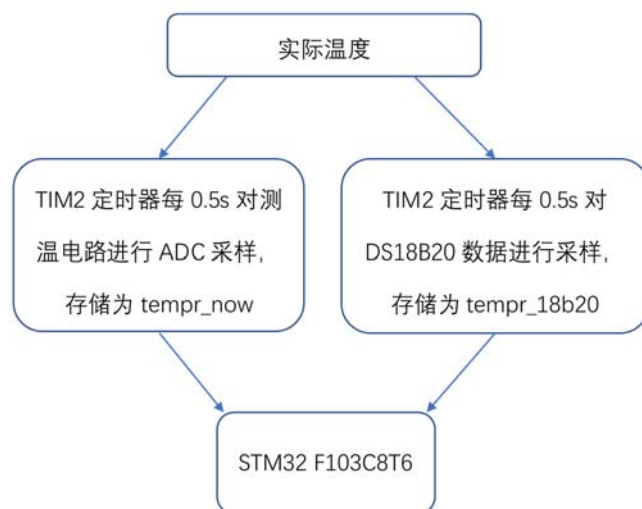 实际温度
TIM2 定时器每 0.5s 对测
温电路进行 ADC 采样,
存储为 tempr_now
TIM2 定时器每 0.5s 对
DS18B20 数据进行采样,
存储为 tempr_18b20
STM32 F103C8T6